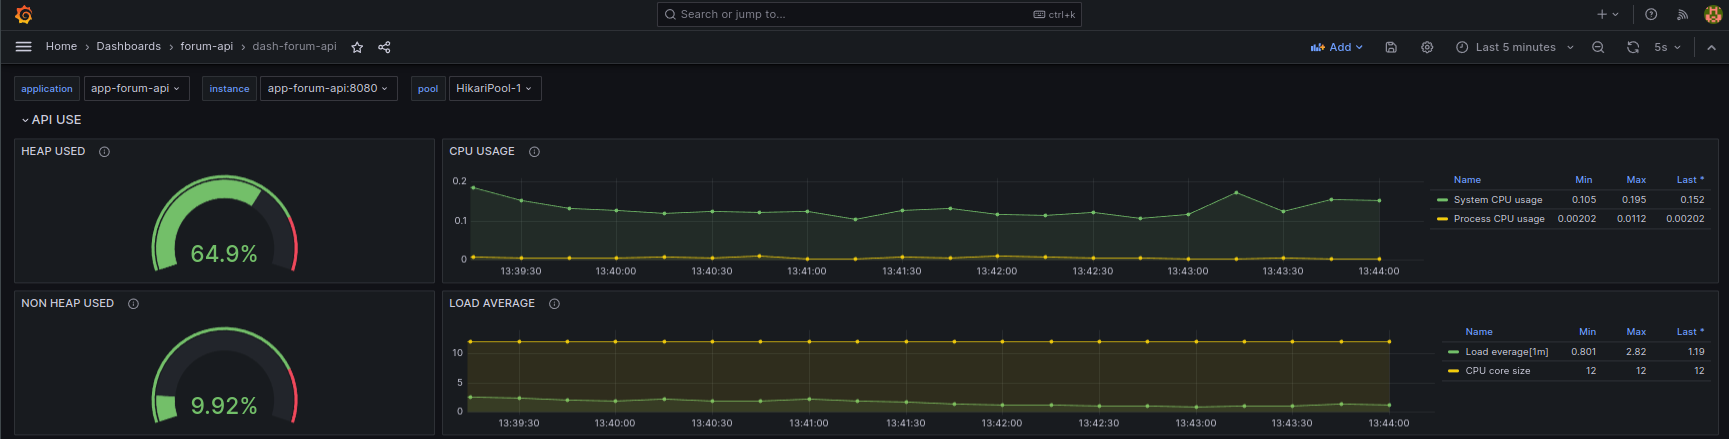 Search or jump to... ctrl+k
Home › Dashboards › forum-api › dash-forum-api Add Last 5 minutes 5s
application app-forum-api instance app-forum-api:8080 pool HikariPool-1
API USE
HEAP USED
64.9%
CPU USAGE
0.2
0.1
0
13:39:30 13:40:00 13:40:30 13:41:00 13:41:30 13:42:00 13:42:30 13:43:00 13:43:30 13:44:00
Name Min Max Last *
System CPU usage 0.105 0.195 0.152
Process CPU usage 0.00202 0.0112 0.00202
NON HEAP USED
9.92%
LOAD AVERAGE
10
5
0
13:39:30 13:40:00 13:40:30 13:41:00 13:41:30 13:42:00 13:42:30 13:43:00 13:43:30 13:44:00
Name Min Max Last *
Load everage[1m] 0.801 2.82 1.19
CPU core size 12 12 12